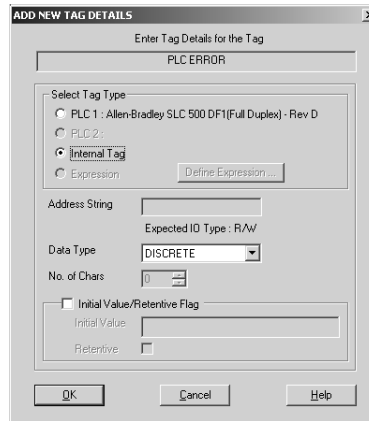 ADD NEW TAG DETAILS
Enter Tag Details for the Tag
PLC ERROR
Select Tag Type
PLC 1 : Allen-Bradley SLC 500 DF1(Full Duplex) - Rev D
PLC 2 :
Internal Tag
Expression
Define Expression ...
Address String
Expected IO Type : R/W
Data Type
DISCRETE
No. of Chars
0
Initial Value/Retentive Flag
Initial Value
Retentive
OK
Cancel
Help